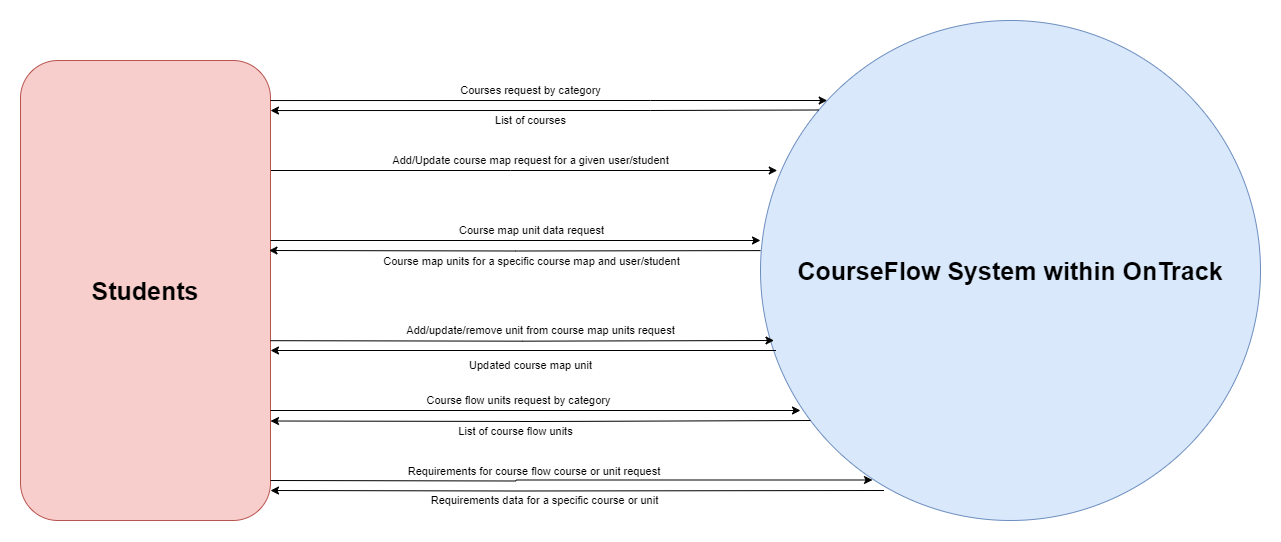 Courses request by category
List of courses
Add/Update course map request for a given user/student
Course map unit data request
Course map units for a specific course map and user/student
Students
CourseFlow System within OnTrack
Add/update/remove unit from course map units request
Updated course map unit
Course flow units request by category
List of course flow units
Requirements for course flow course or unit request
Requirements data for a specific course or unit